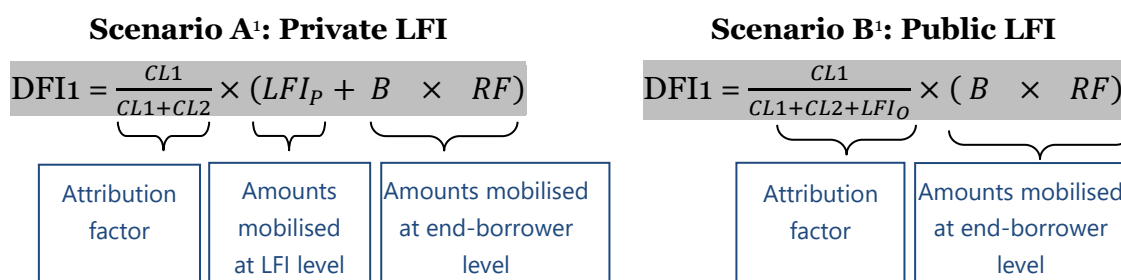 Scenario A¹: Private LFI
DFI1 = CL1/(CL1+CL2) × (LFI_P + B × RF)
Attribution factor
Amounts mobilised at LFI level
Amounts mobilised at end-borrower level
Scenario B¹: Public LFI
DFI1 = CL1/(CL1+CL2+LFI_O) × ( B × RF)
Attribution factor
Amounts mobilised at end-borrower level